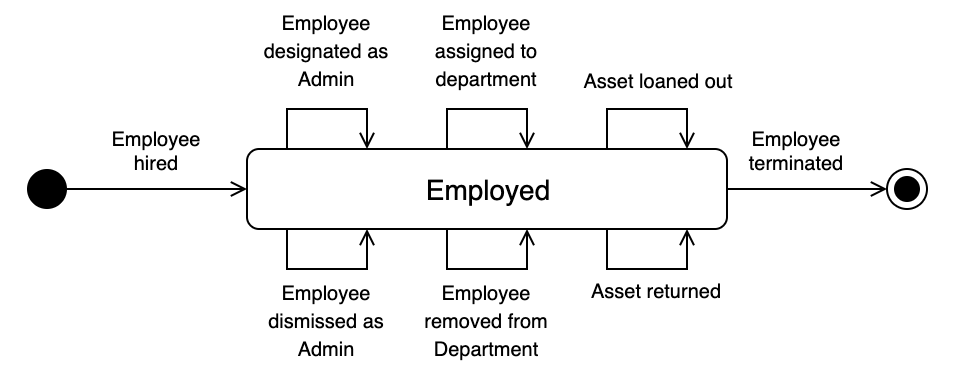 Employee
designated as
Admin
Employee
assigned to
department
Asset loaned out
Employee
hired
Employee
terminated
Employed
Employee
dismissed as
Admin
Employee
removed from
Department
Asset returned